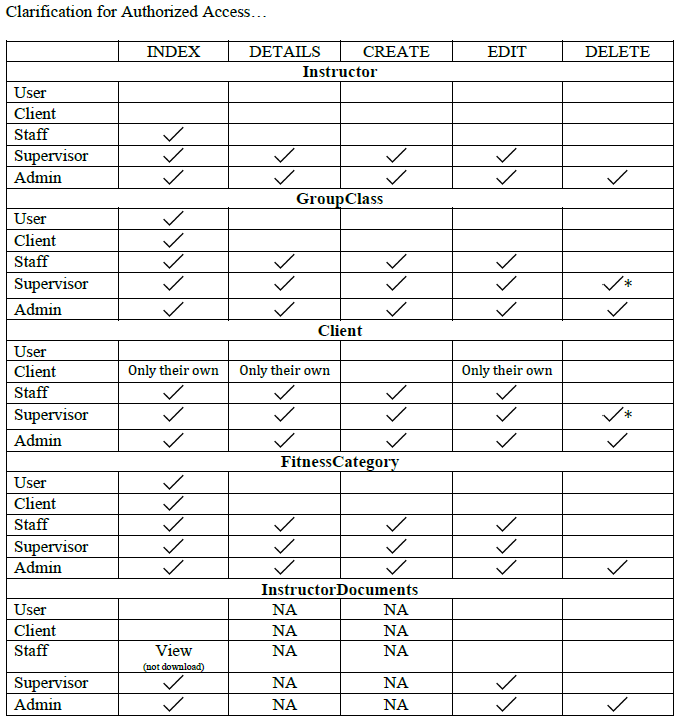 Clarification for Authorized Access…
INDEX DETAILS CREATE EDIT DELETE
Instructor
User
Client
Staff ✓
Supervisor ✓ ✓ ✓ ✓
Admin ✓ ✓ ✓ ✓ ✓
GroupClass
User ✓
Client ✓
Staff ✓ ✓ ✓ ✓
Supervisor ✓ ✓ ✓ ✓ ✓*
Admin ✓ ✓ ✓ ✓ ✓
Client
User
Client Only their own Only their own Only their own
Staff ✓ ✓ ✓ ✓
Supervisor ✓ ✓ ✓ ✓ ✓*
Admin ✓ ✓ ✓ ✓ ✓
FitnessCategory
User ✓
Client ✓
Staff ✓ ✓ ✓ ✓
Supervisor ✓ ✓ ✓ ✓
Admin ✓ ✓ ✓ ✓ ✓
InstructorDocuments
User NA NA
Client NA NA
Staff View NA NA
(not download)
Supervisor ✓ NA NA ✓
Admin ✓ NA NA ✓ ✓